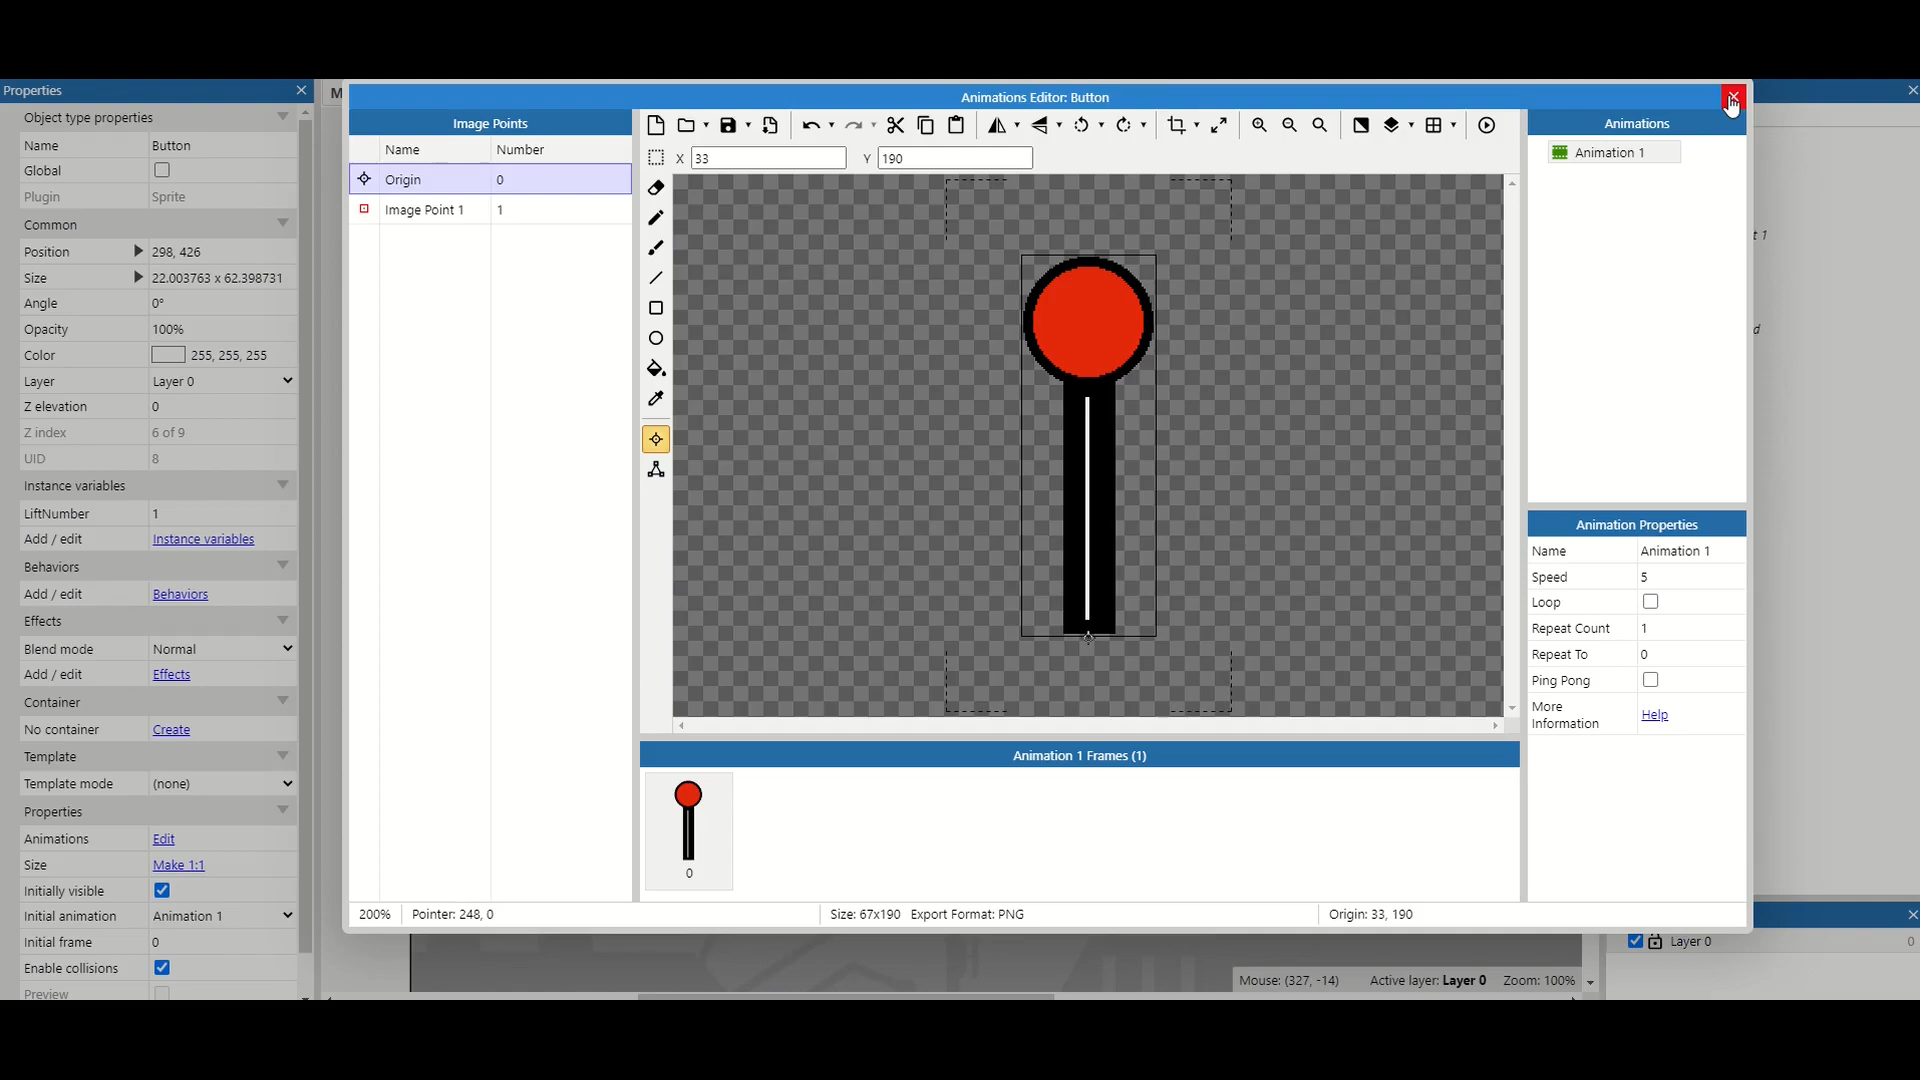 Properties
Object type properties
Name Button
Global
Plugin Sprite
Common
Position 298, 426
Size 22.003763 x 62.398731
Angle 0°
Opacity 100%
Color 255, 255, 255
Layer Layer 0
Z elevation 0
Z index 6 of 9
UID 8
Instance variables
LiftNumber 1
Add / edit Instance variables
Behaviors
Add / edit Behaviors
Effects
Blend mode Normal
Add / edit Effects
Container
No container Create
Template
Template mode (none)
Properties
Animations Edit
Size Make 1:1
Initially visible
Initial animation Animation 1
Initial frame 0
Enable collisions
Preview
M
Animations Editor: Button
Image Points
Name Number
Origin 0
Image Point 1 1
X 33 Y 190
Animation 1 Frames (1)
0
200% Pointer: 248, 0 Size: 67x190 Export Format: PNG Origin: 33, 190
Animations
Animation 1
Animation Properties
Name Animation 1
Speed 5
Loop
Repeat Count 1
Repeat To 0
Ping Pong
More
Information Help
t 1
d
Layer 0 0
Mouse: (327, -14) Active layer: Layer 0 Zoom: 100%